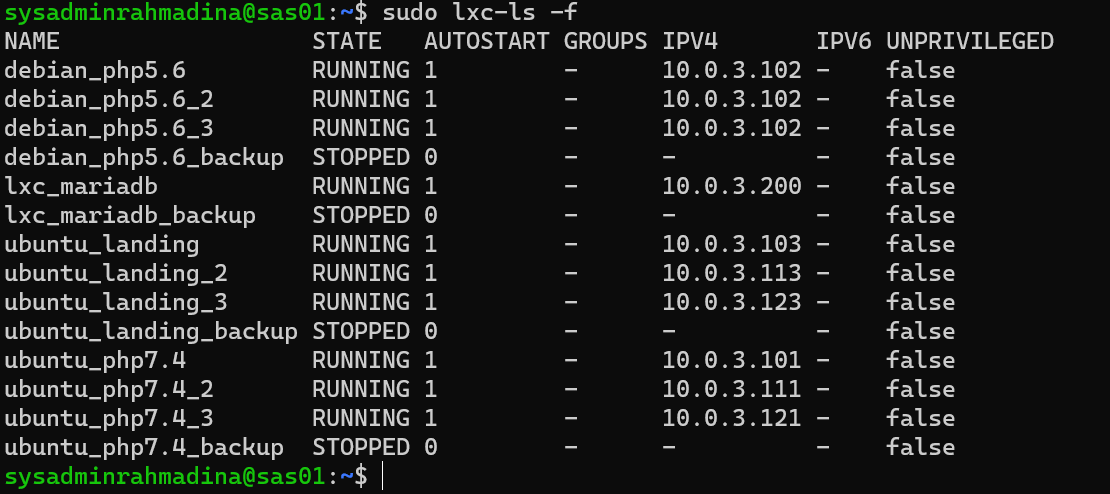 sysadminrahmadina@sas01:~$ sudo lxc-ls -f
NAME STATE AUTOSTART GROUPS IPV4 IPV6 UNPRIVILEGED
debian_php5.6 RUNNING 1 - 10.0.3.102 - false
debian_php5.6_2 RUNNING 1 - 10.0.3.102 - false
debian_php5.6_3 RUNNING 1 - 10.0.3.102 - false
debian_php5.6_backup STOPPED 0 - - - false
lxc_mariadb RUNNING 1 - 10.0.3.200 - false
lxc_mariadb_backup STOPPED 0 - - - false
ubuntu_landing RUNNING 1 - 10.0.3.103 - false
ubuntu_landing_2 RUNNING 1 - 10.0.3.113 - false
ubuntu_landing_3 RUNNING 1 - 10.0.3.123 - false
ubuntu_landing_backup STOPPED 0 - - - false
ubuntu_php7.4 RUNNING 1 - 10.0.3.101 - false
ubuntu_php7.4_2 RUNNING 1 - 10.0.3.111 - false
ubuntu_php7.4_3 RUNNING 1 - 10.0.3.121 - false
ubuntu_php7.4_backup STOPPED 0 - - - false
sysadminrahmadina@sas01:~$